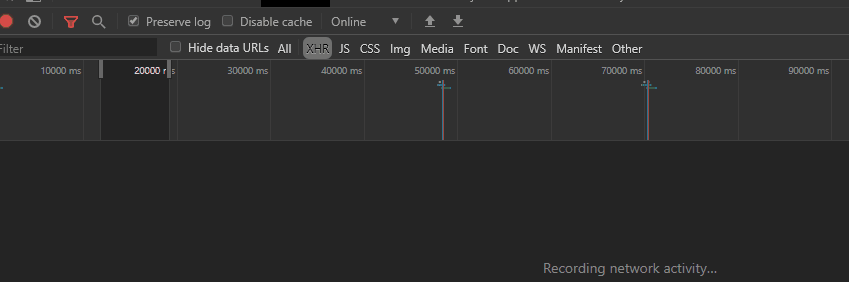 Preserve log Disable cache Online
Filter Hide data URLs All XHR JS CSS Img Media Font Doc WS Manifest Other
10000 ms 20000 ms 30000 ms 40000 ms 50000 ms 60000 ms 70000 ms 80000 ms 90000 ms
Recording network activity...